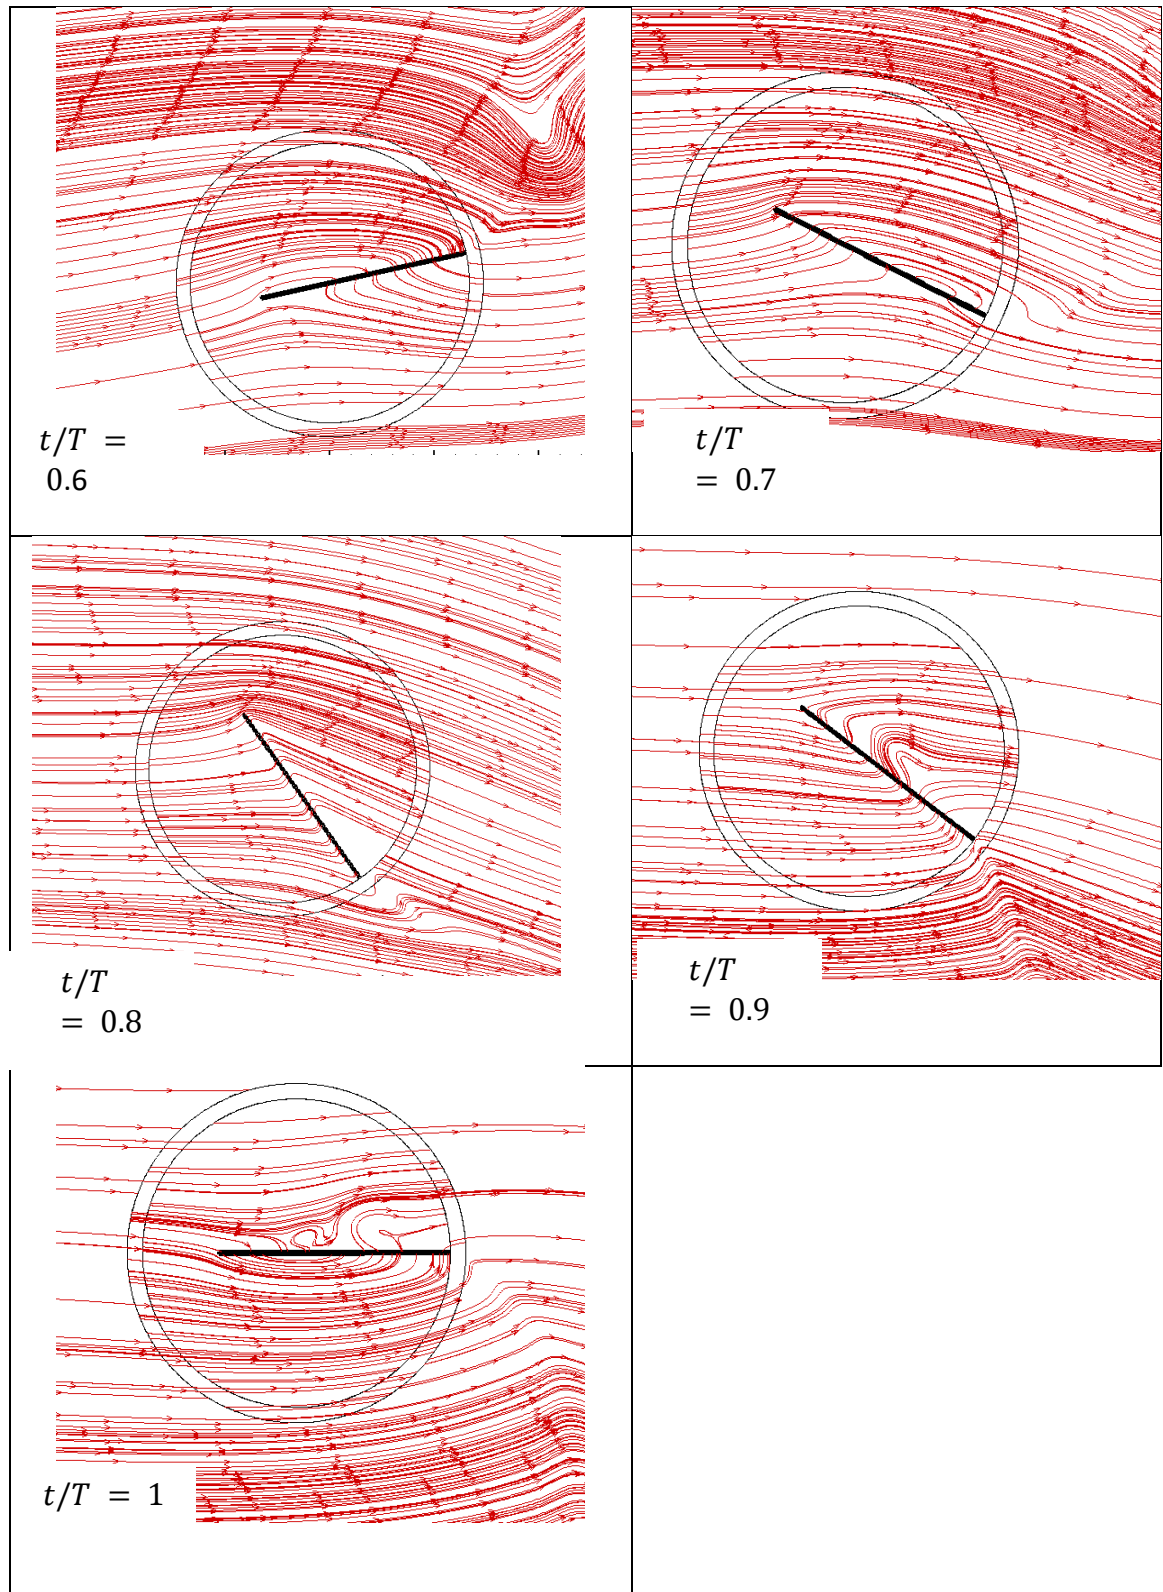 t/T =
0.6
t/T
= 0.7
t/T
= 0.8
t/T
= 0.9
t/T = 1